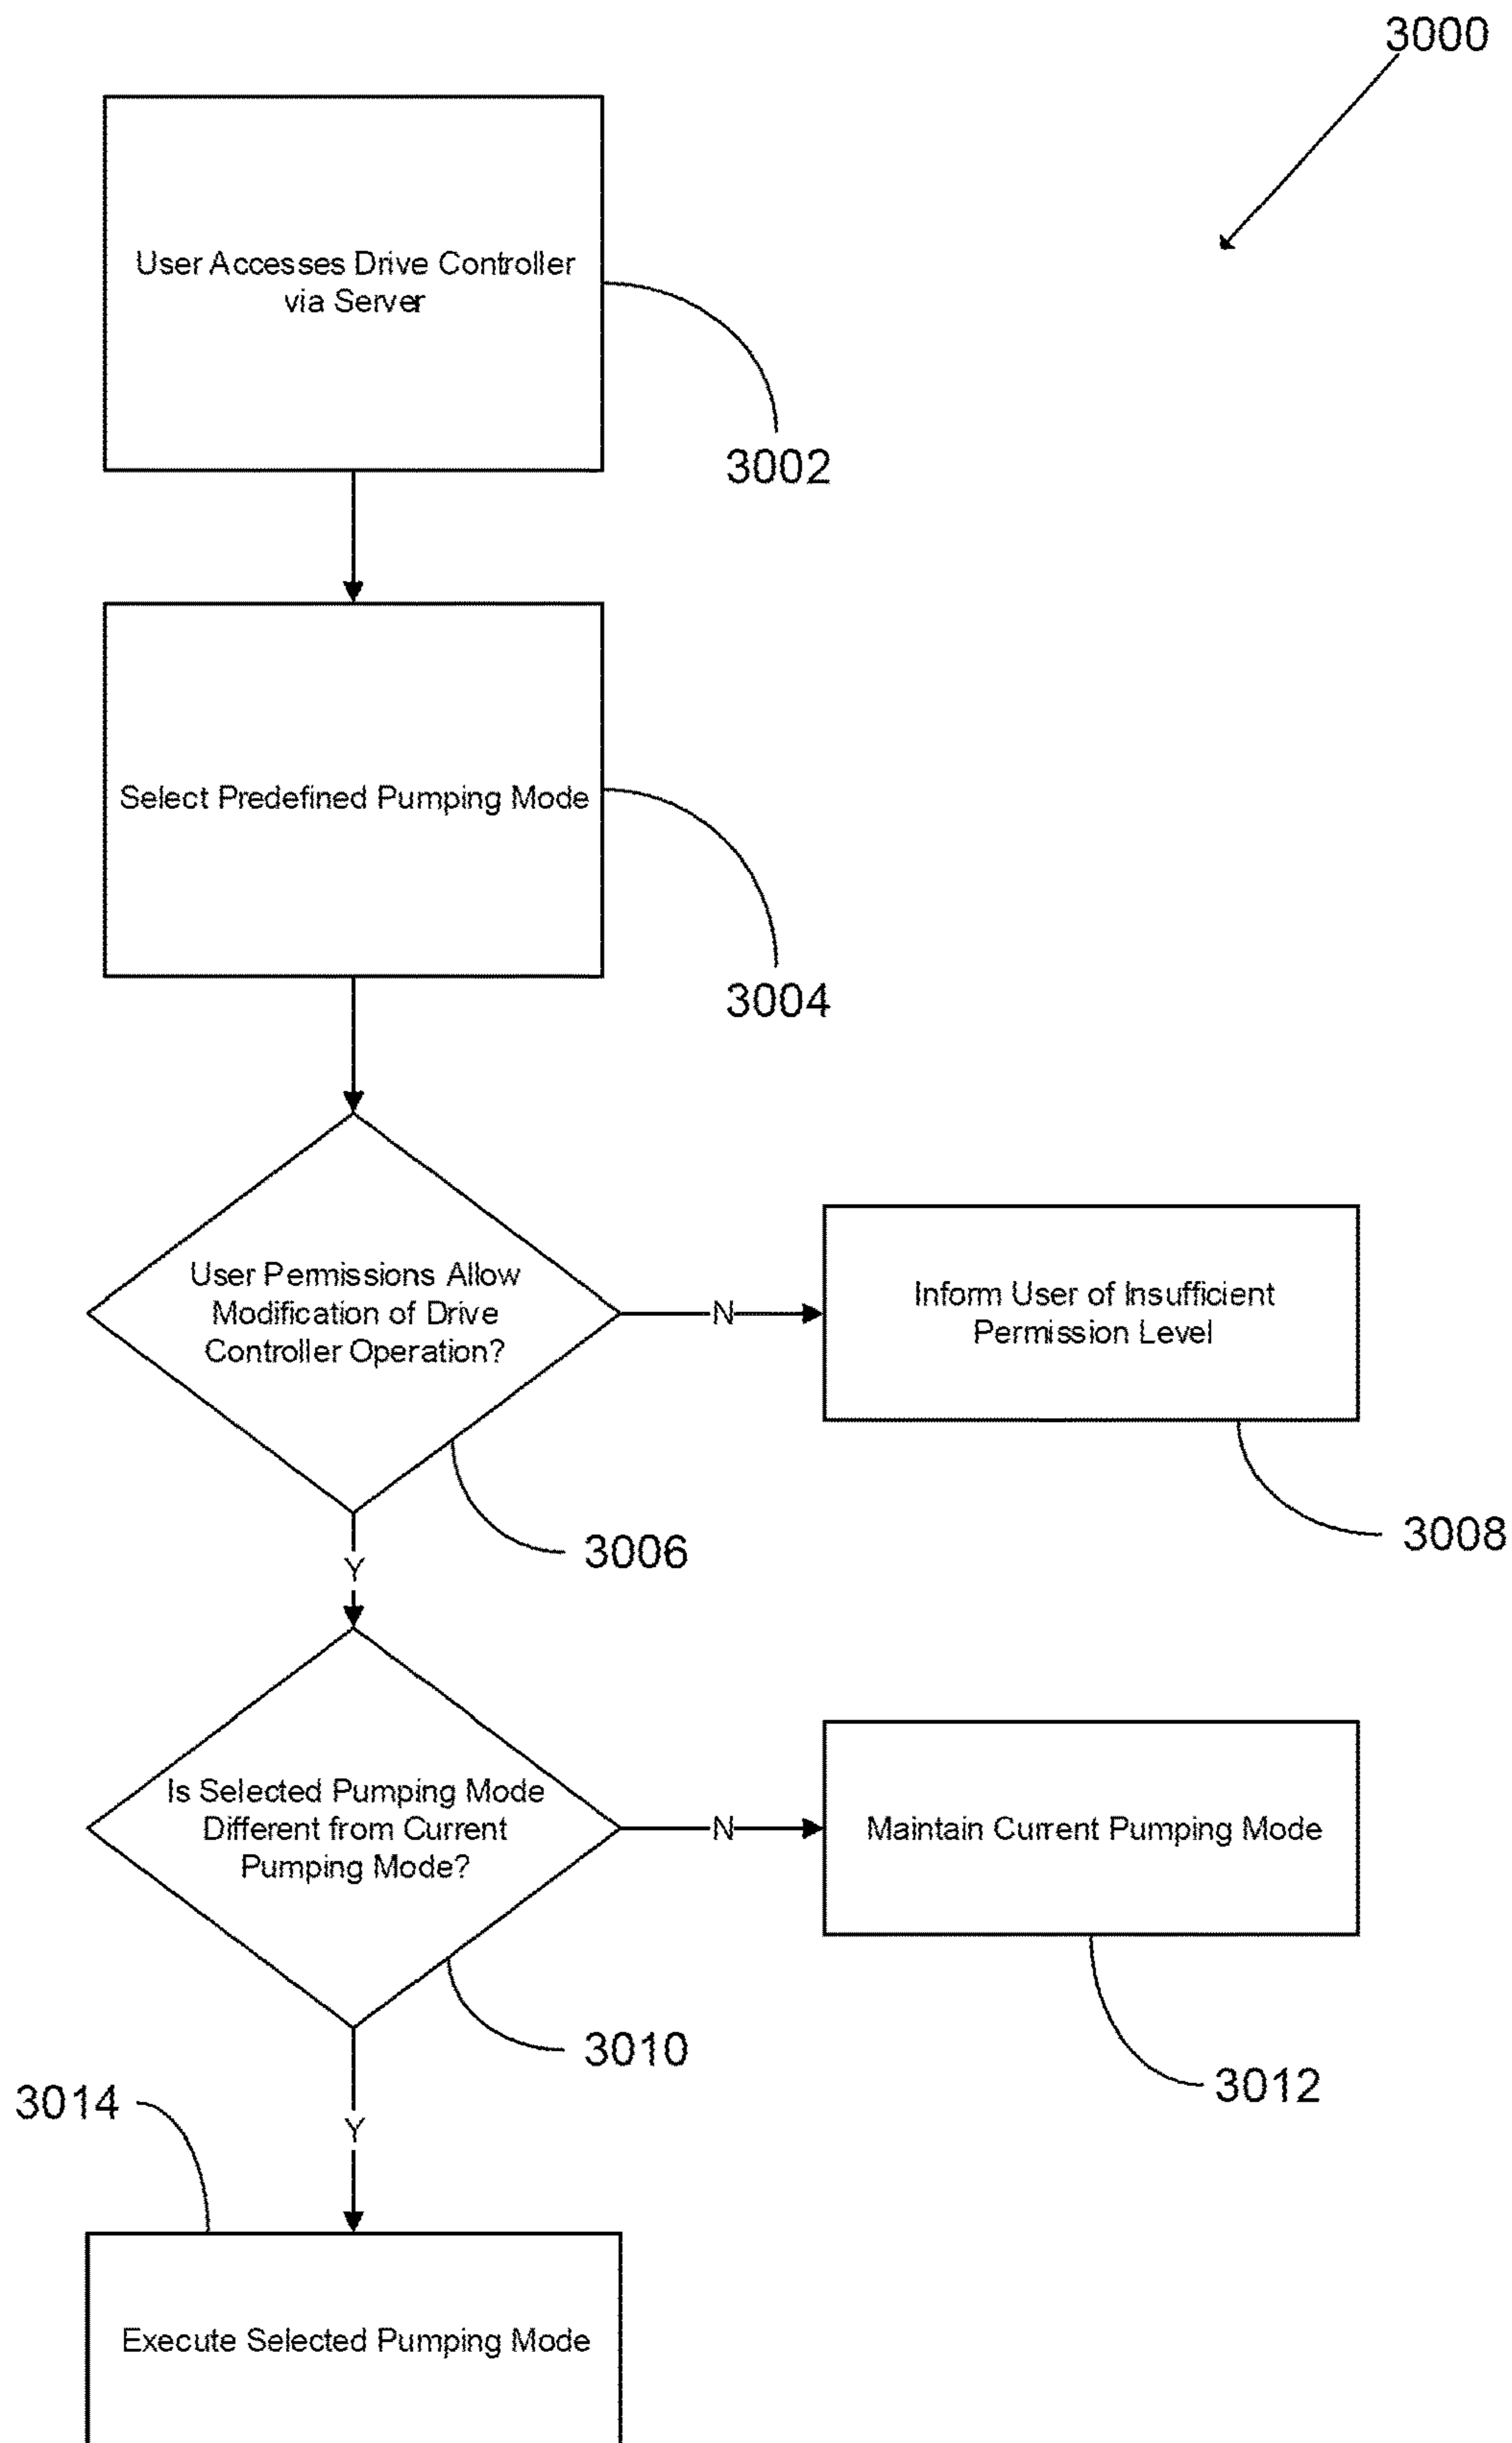 3000
User Accesses Drive Controller
via Server
3002
Select Predefined Pumping Mode
3004
User Permissions Allow
Modification of Drive
Controller Operation?
N
Inform User of Insufficient
Permission Level
3006
3008
Y
Is Selected Pumping Mode
Different from Current
Pumping Mode?
N
Maintain Current Pumping Mode
3010
3012
3014
Y
Execute Selected Pumping Mode